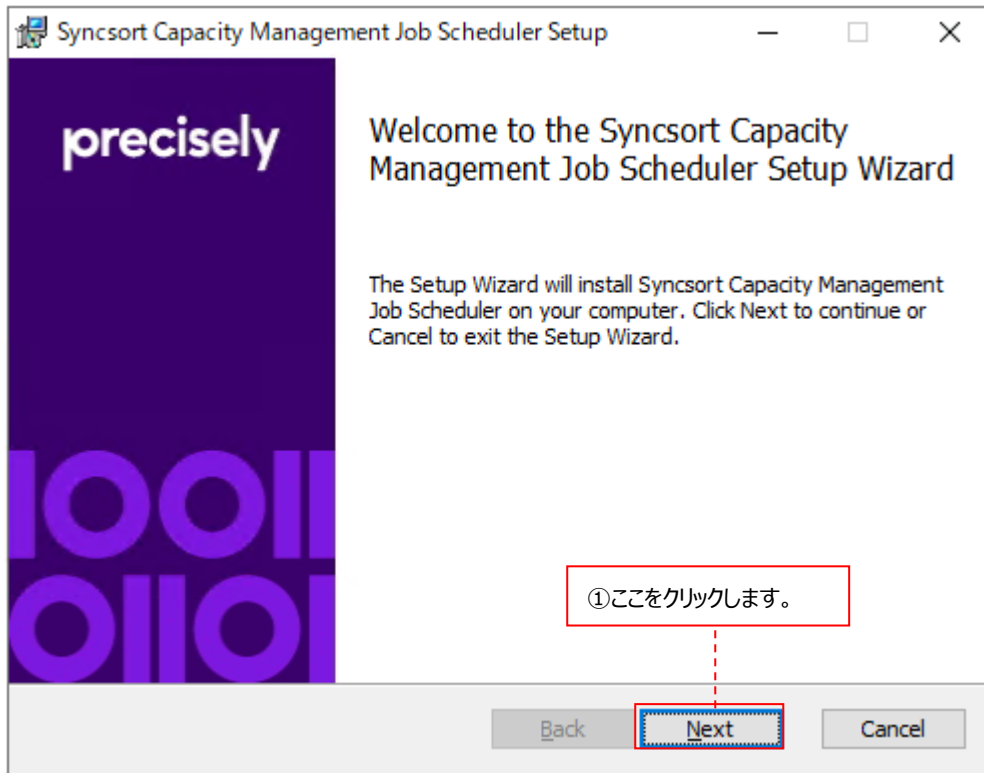 Syncsort Capacity Management Job Scheduler Setup
precisely
Welcome to the Syncsort Capacity
Management Job Scheduler Setup Wizard
The Setup Wizard will install Syncsort Capacity Management
Job Scheduler on your computer. Click Next to continue or
Cancel to exit the Setup Wizard.
①ここをクリックします。
Back
Next
Cancel